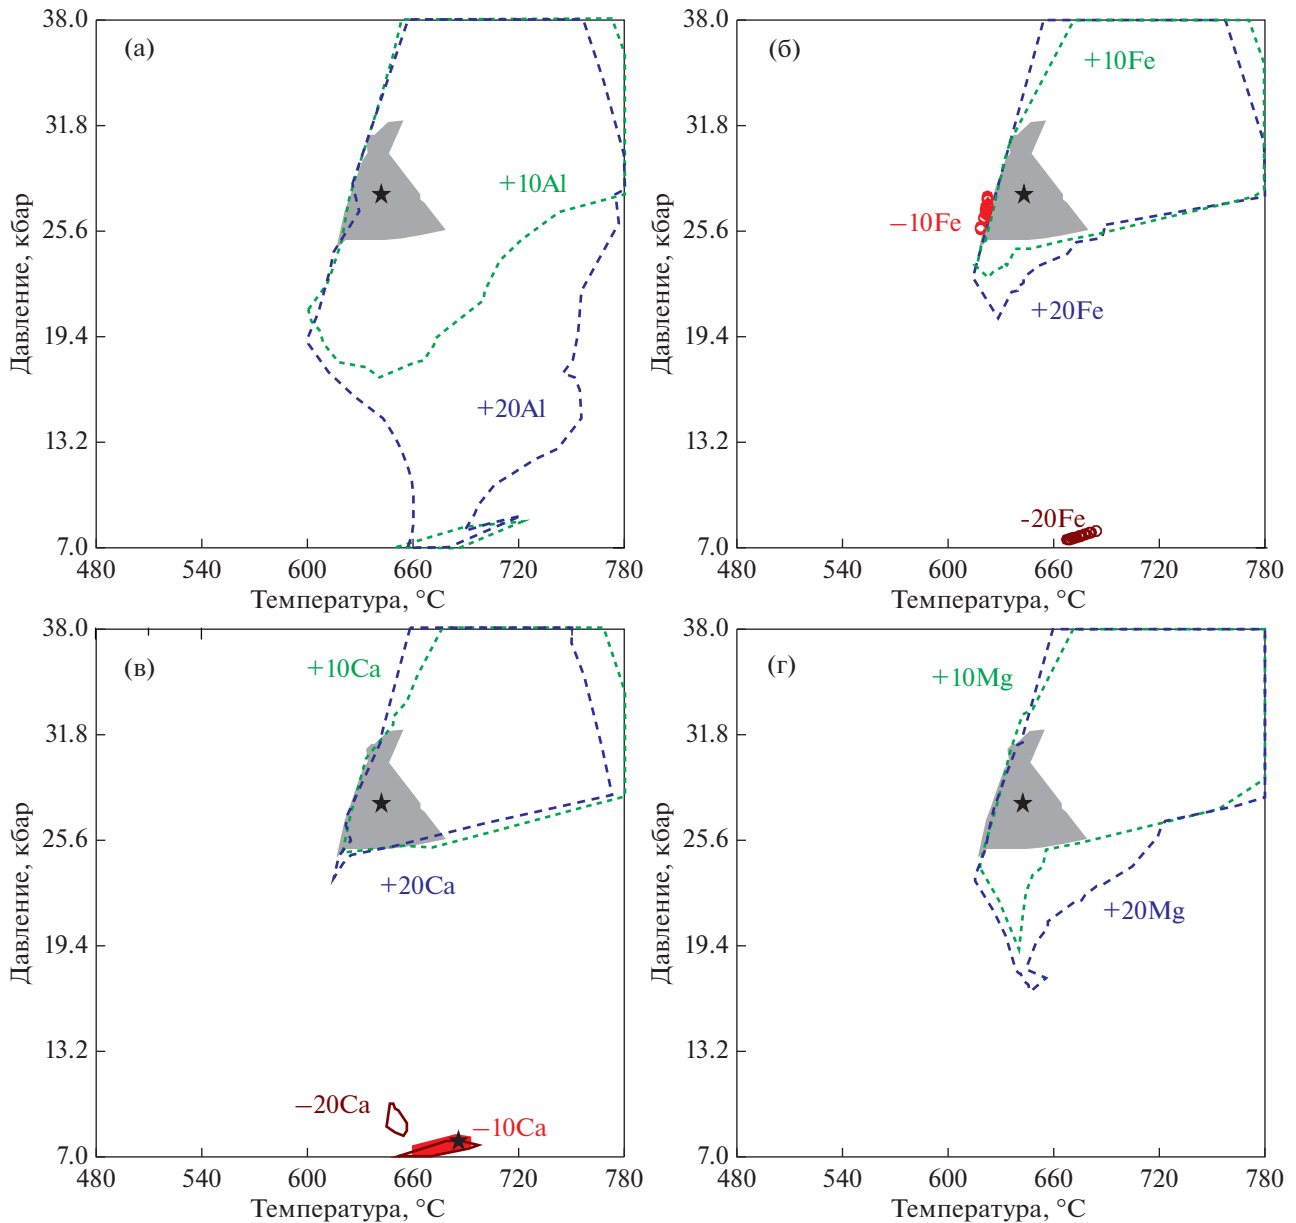 (а)
38.0
31.8
25.6
19.4
13.2
7.0
Давление, кбар
+10Al
+20Al
480
540
600
660
720
780
Температура, °C
(б)
38.0
31.8
25.6
19.4
13.2
7.0
Давление, кбар
+10Fe
−10Fe
+20Fe
-20Fe
480
540
600
660
720
780
Температура, °C
(в)
38.0
31.8
25.6
19.4
13.2
7.0
Давление, кбар
+10Ca
+20Ca
−20Ca
−10Ca
480
540
600
660
720
780
Температура, °C
(г)
38.0
31.8
25.6
19.4
13.2
7.0
Давление, кбар
+10Mg
+20Mg
480
540
600
660
720
780
Температура, °C